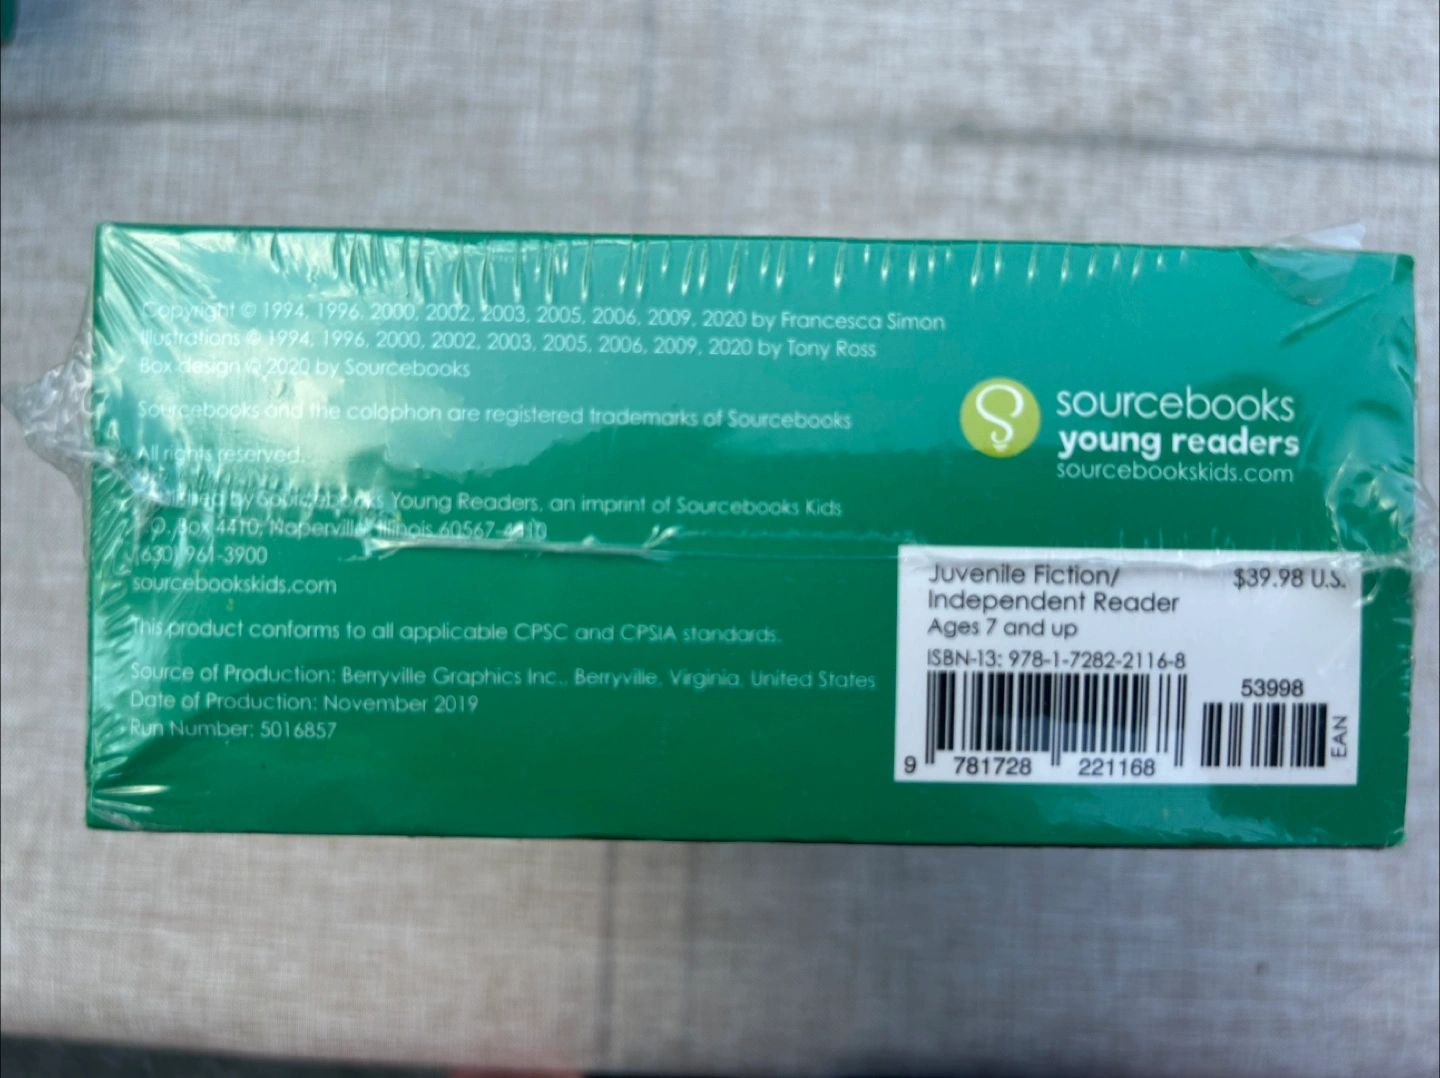 Copyright © 1994, 1996, 2000, 2002, 2003, 2005, 2006, 2009, 2020 by Francesca Simon
Illustrations © 1994, 1996, 2000, 2002, 2003, 2005, 2006, 2009, 2020 by Tony Ross
Box design © 2020 by Sourcebooks
Sourcebooks and the colophon are registered trademarks of Sourcebooks
All rights reserved.
Published by Sourcebooks Young Readers, an imprint of Sourcebooks Kids
P.O. Box 4410, Naperville, Illinois 60567-4410
(630) 961-3900
sourcebookskids.com
This product conforms to all applicable CPSC and CPSIA standards.
Source of Production: Berryville Graphics Inc., Berryville, Virginia, United States
Date of Production: November 2019
Run Number: 5016857
sourcebooks
young readers
sourcebookskids.com
Juvenile Fiction/ $39.98 U.S.
Independent Reader
Ages 7 and up
ISBN-13: 978-1-7282-2116-8
53998
EAN
9 781728 221168